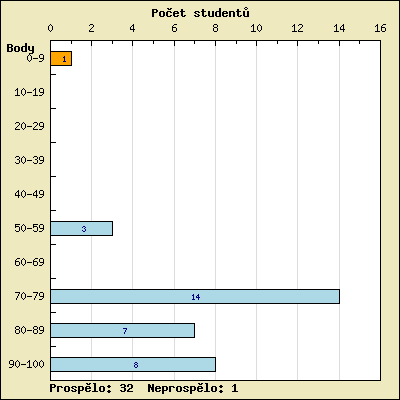 Počet studentů
0 2 4 6 8 10 12 14 16
Body
0-9 1
10-19
20-29
30-39
40-49
50-59 3
60-69
70-79 14
80-89 7
90-100 8
Prospělo: 32 Neprospělo: 1